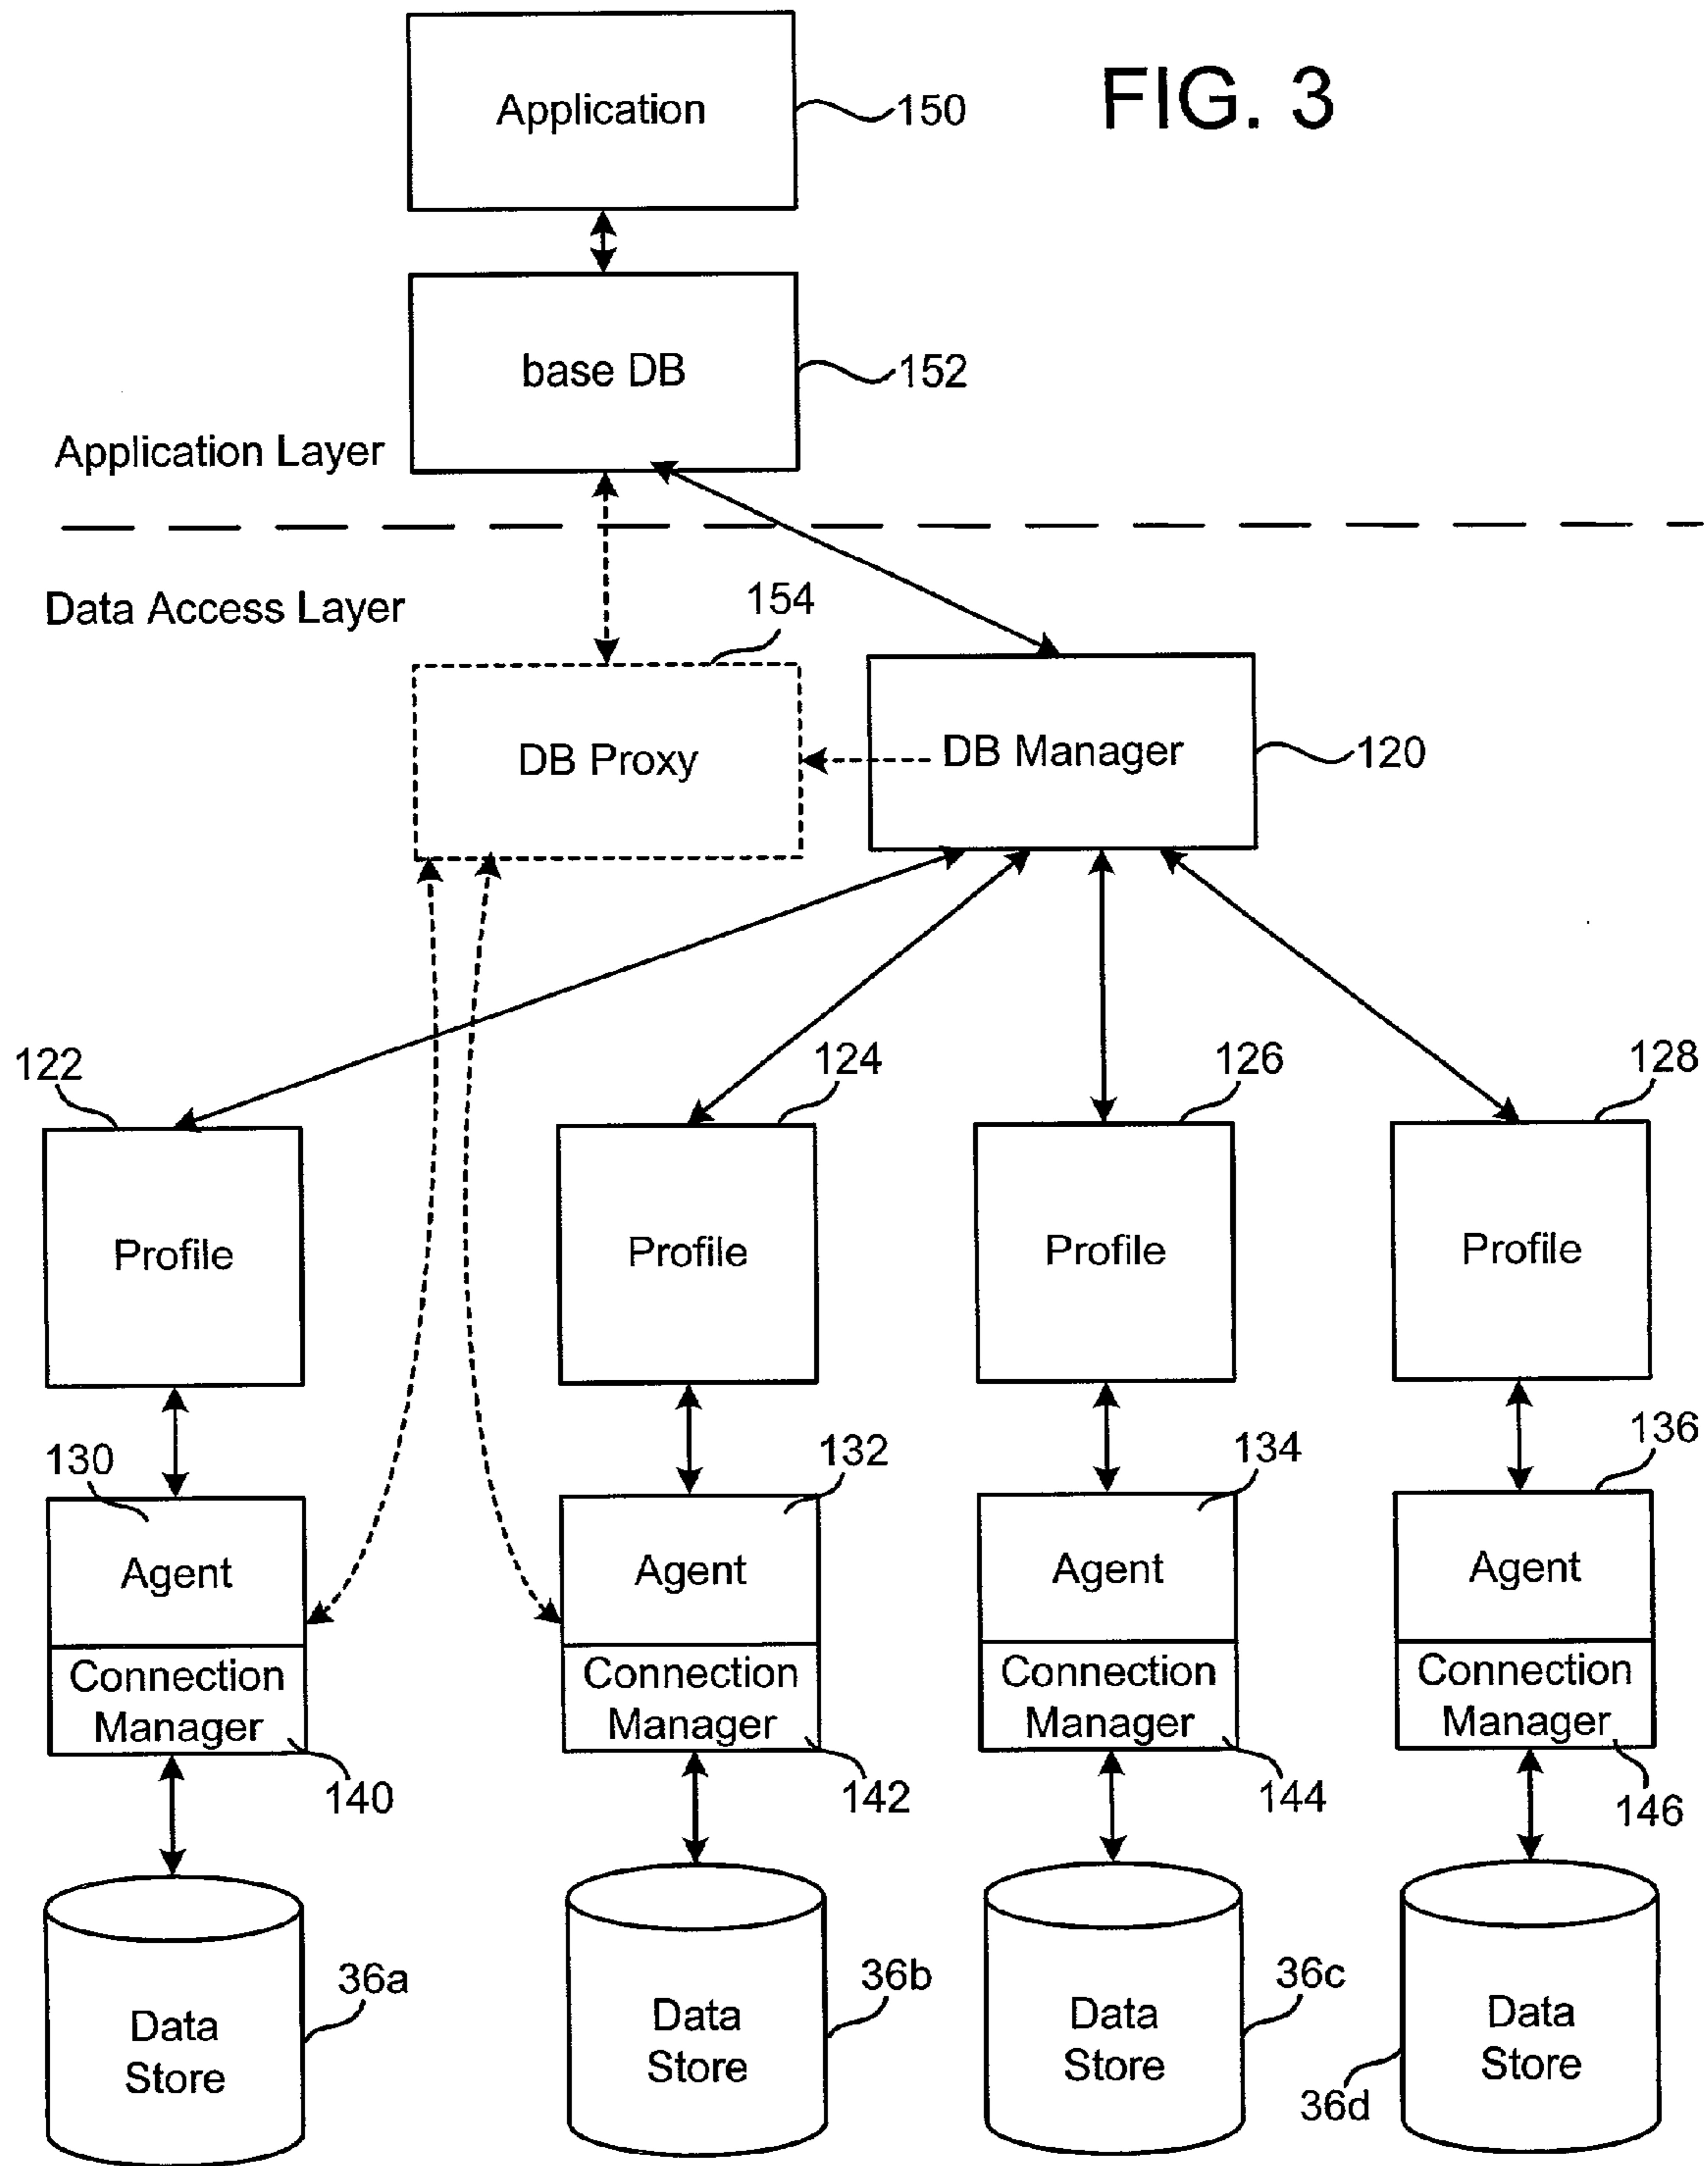 FIG. 3
Application
150
base DB
152
Application Layer
Data Access Layer
154
DB Proxy
DB Manager
120
122
124
126
128
Profile
Profile
Profile
Profile
130
132
134
136
Agent
Agent
Agent
Agent
Connection
Manager
Connection
Manager
Connection
Manager
Connection
Manager
140
142
144
146
36a
36b
36c
36d
Data
Store
Data
Store
Data
Store
Data
Store